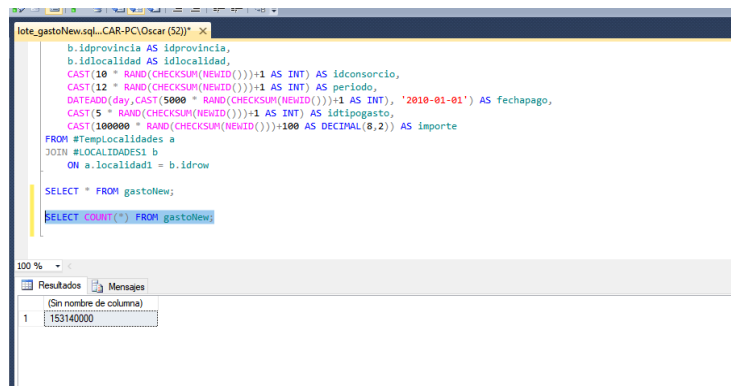 lote_gastoNew.sql...CAR-PC\Oscar (52))* ×
b.idprovincia AS idprovincia,
b.idlocalidad AS idlocalidad,
CAST(10 * RAND(CHECKSUM(NEWID()))+1 AS INT) AS idconsorcio,
CAST(12 * RAND(CHECKSUM(NEWID()))+1 AS INT) AS periodo,
DATEADD(day,CAST(5000 * RAND(CHECKSUM(NEWID()))+1 AS INT), '2010-01-01') AS fechapago,
CAST(5 * RAND(CHECKSUM(NEWID()))+1 AS INT) AS idtipogasto,
CAST(100000 * RAND(CHECKSUM(NEWID()))+100 AS DECIMAL(8,2)) AS importe
FROM #TempLocalidades a
JOIN #LOCALIDADES1 b
ON a.localidad1 = b.idrow
SELECT * FROM gastoNew;
SELECT COUNT(*) FROM gastoNew;
100 %
Resultados Mensajes
(Sin nombre de columna)
1 153140000